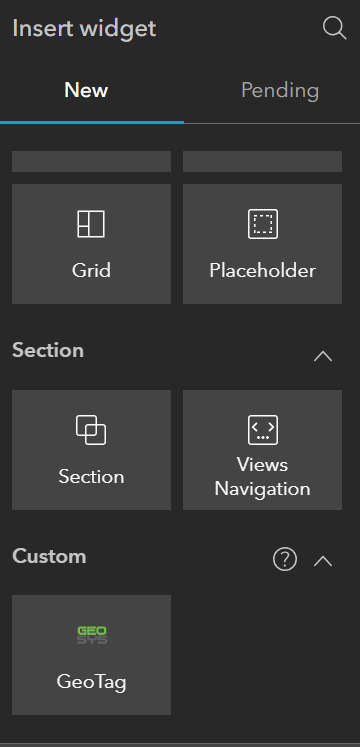 Insert widget
New
Pending
Grid
Placeholder
Section
Section
Views
Navigation
Custom
?
GEO
SYS
GeoTag